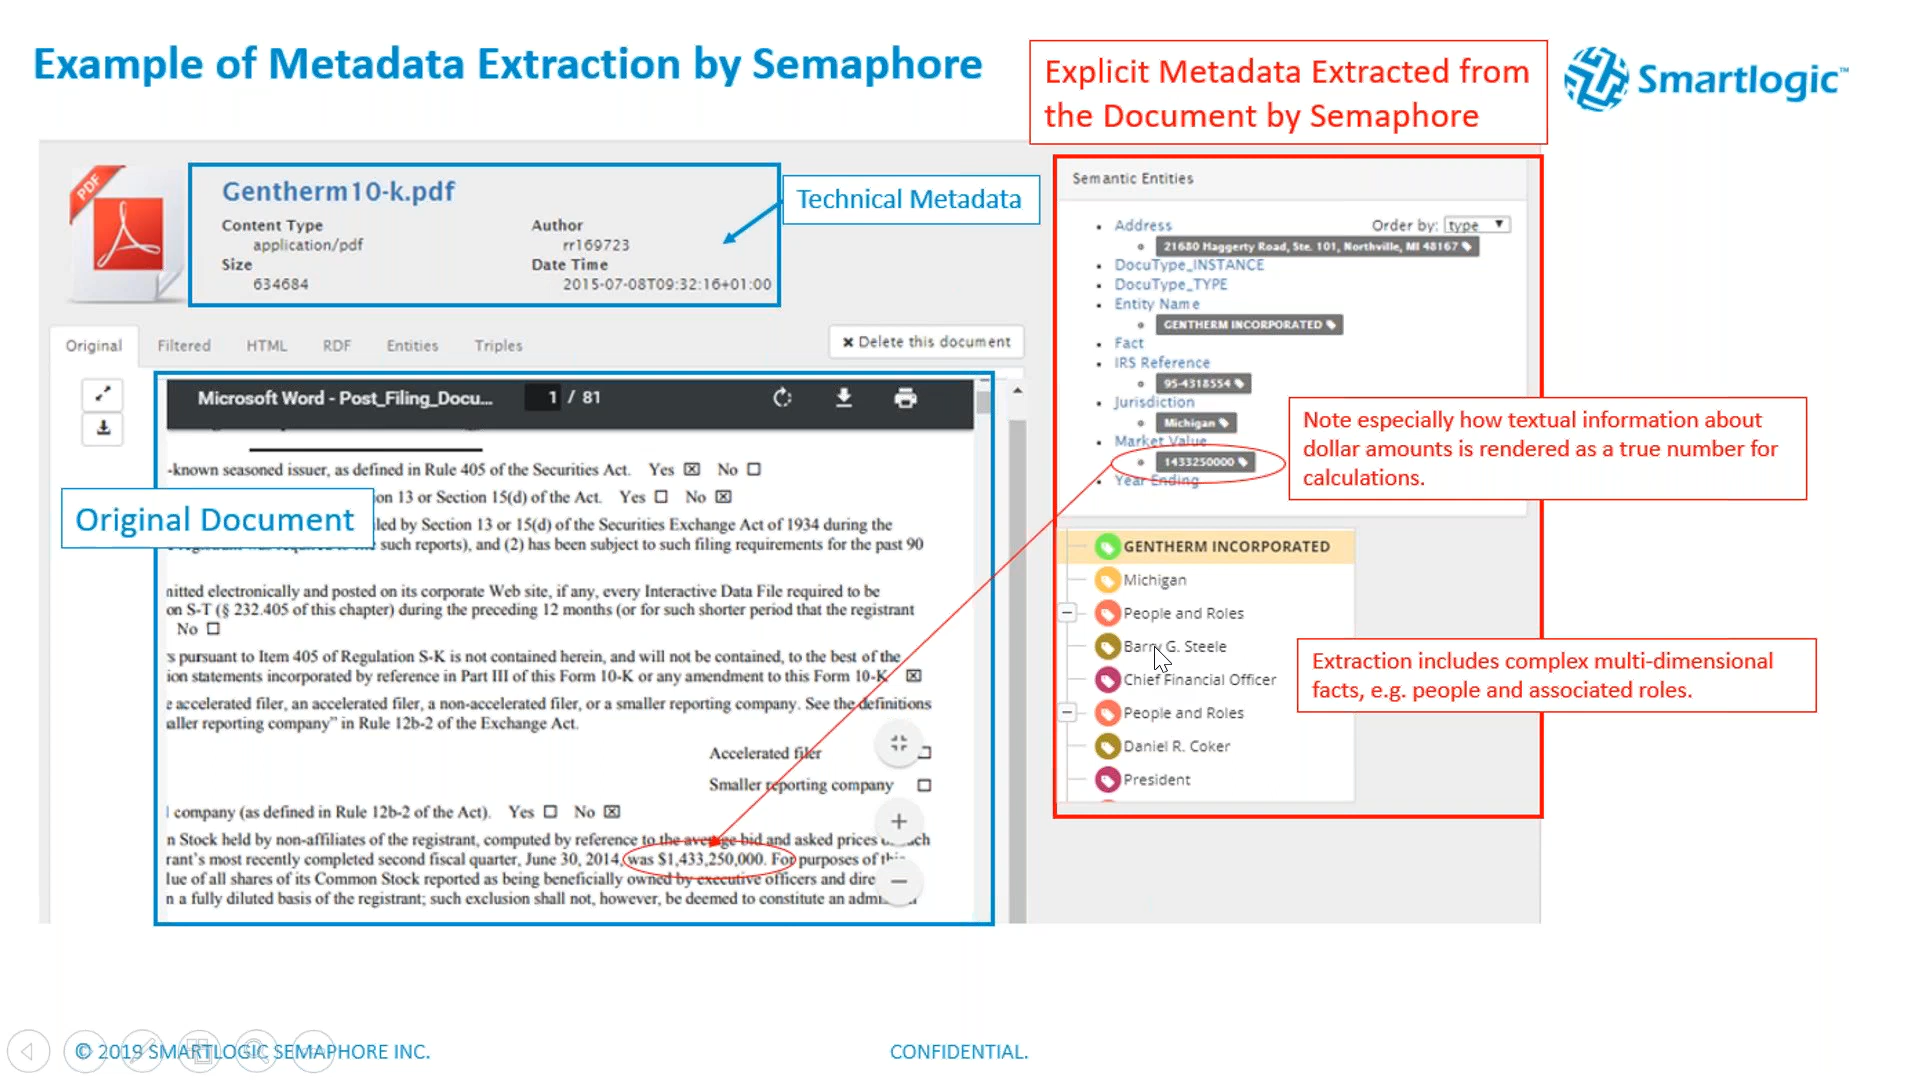 Example of Metadata Extraction by Semaphore
Explicit Metadata Extracted from
the Document by Semaphore
Smartlogic™
PDF
Gentherm10-k.pdf
Content Type
application/pdf
Size
634684
Author
rr169723
Date Time
2015-07-08T09:32:16+01:00
Technical Metadata
Original Filtered HTML RDF Entities Triples
✖ Delete this document
Microsoft Word - Post_Filing_Docu... 1 / 81
-known seasoned issuer, as defined in Rule 405 of the Securities Act. Yes ☒ No ☐
ion 13 or Section 15(d) of the Act. Yes ☐ No ☒
Original Document
led by Section 13 or 15(d) of the Securities Exchange Act of 1934 during the
such reports), and (2) has been subject to such filing requirements for the past 90
nitted electronically and posted on its corporate Web site, if any, every Interactive Data File required to be
on S-T (§ 232.405 of this chapter) during the preceding 12 months (or for such shorter period that the registrant
No ☐
s pursuant to Item 405 of Regulation S-K is not contained herein, and will not be contained, to the best of the
ion statements incorporated by reference in Part III of this Form 10-K or any amendment to this Form 10-K. ☒
e accelerated filer, an accelerated filer, a non-accelerated filer, or a smaller reporting company. See the definitions
aller reporting company” in Rule 12b-2 of the Exchange Act.
Accelerated filer ☐
Smaller reporting company ☐
l company (as defined in Rule 12b-2 of the Act). Yes ☐ No ☒
n Stock held by non-affiliates of the registrant, computed by reference to the average bid and asked prices
rant's most recently completed second fiscal quarter, June 30, 2014, was $1,433,250,000. For purposes of
lue of all shares of its Common Stock reported as being beneficially owned by executive officers and dire
n a fully diluted basis of the registrant; such exclusion shall not, however, be deemed to constitute an
Semantic Entities
Order by: type
Address
21680 Haggerty Road, Ste. 101, Northville, MI 48167
DocuType_INSTANCE
DocuType_TYPE
Entity Name
GENTHERM INCORPORATED
Fact
IRS Reference
95-4318554
Jurisdiction
Michigan
Market Value
1433250000
Year Ending
Note especially how textual information about
dollar amounts is rendered as a true number for
calculations.
GENTHERM INCORPORATED
Michigan
People and Roles
Barry G. Steele
Chief Financial Officer
People and Roles
Daniel R. Coker
President
Extraction includes complex multi-dimensional
facts, e.g. people and associated roles.
© 2019 SMARTLOGIC SEMAPHORE INC.
CONFIDENTIAL.